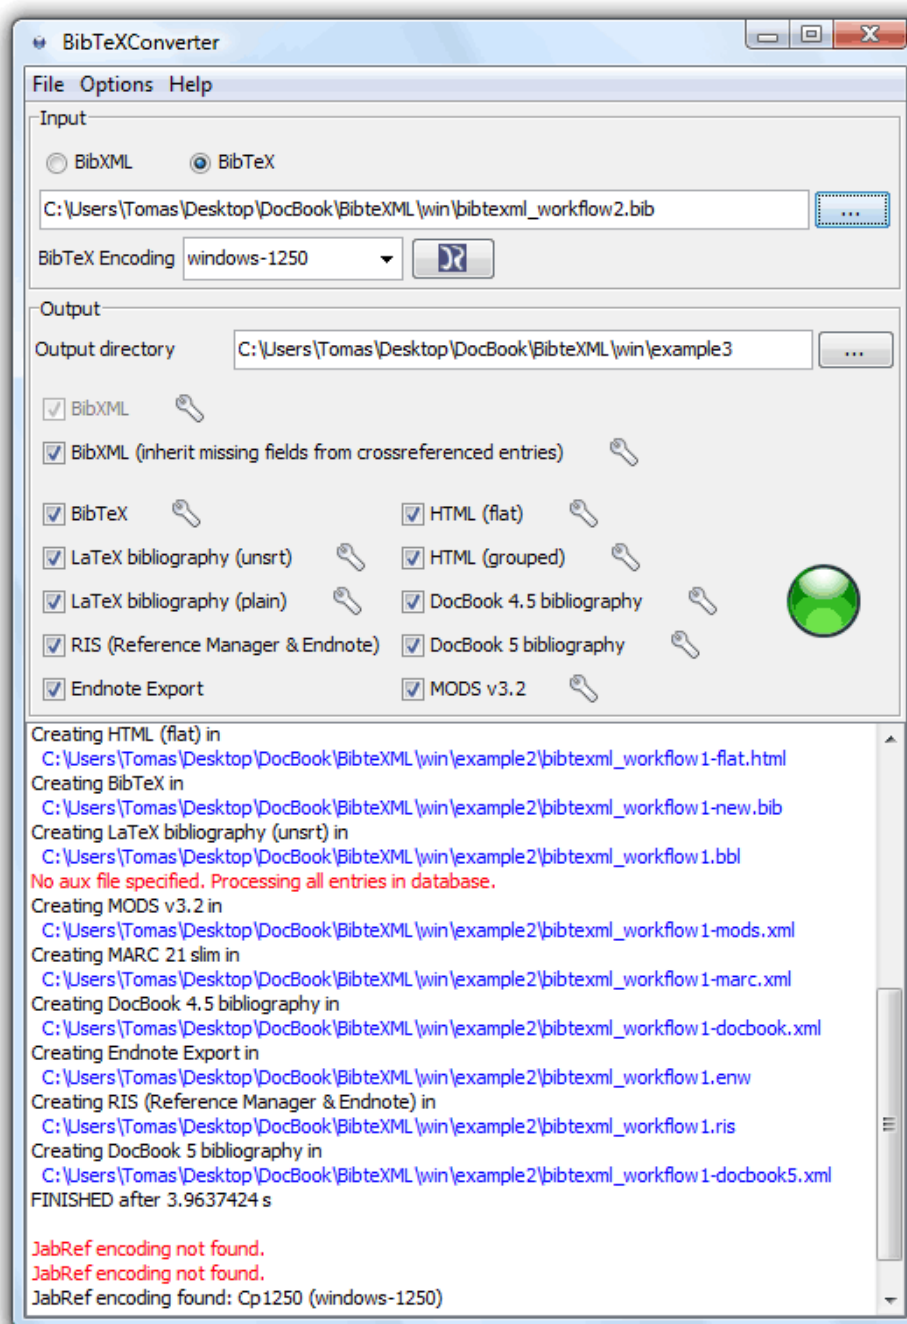 BibTeXConverter
File Options Help
Input
BibXML BibTeX
C:\Users\Tomas\Desktop\DocBook\BibteXML\win\bibtexml_workflow2.bib ...
BibTeX Encoding windows-1250
Output
Output directory C:\Users\Tomas\Desktop\DocBook\BibteXML\win\example3 ...
BibXML
BibXML (inherit missing fields from crossreferenced entries)
BibTeX HTML (flat)
LaTeX bibliography (unsrt) HTML (grouped)
LaTeX bibliography (plain) DocBook 4.5 bibliography
RIS (Reference Manager & Endnote) DocBook 5 bibliography
Endnote Export MODS v3.2
Creating HTML (flat) in
C:\Users\Tomas\Desktop\DocBook\BibteXML\win\example2\bibtexml_workflow1-flat.html
Creating BibTeX in
C:\Users\Tomas\Desktop\DocBook\BibteXML\win\example2\bibtexml_workflow1-new.bib
Creating LaTeX bibliography (unsrt) in
C:\Users\Tomas\Desktop\DocBook\BibteXML\win\example2\bibtexml_workflow1.bbl
No aux file specified. Processing all entries in database.
Creating MODS v3.2 in
C:\Users\Tomas\Desktop\DocBook\BibteXML\win\example2\bibtexml_workflow1-mods.xml
Creating MARC 21 slim in
C:\Users\Tomas\Desktop\DocBook\BibteXML\win\example2\bibtexml_workflow1-marc.xml
Creating DocBook 4.5 bibliography in
C:\Users\Tomas\Desktop\DocBook\BibteXML\win\example2\bibtexml_workflow1-docbook.xml
Creating Endnote Export in
C:\Users\Tomas\Desktop\DocBook\BibteXML\win\example2\bibtexml_workflow1.enw
Creating RIS (Reference Manager & Endnote) in
C:\Users\Tomas\Desktop\DocBook\BibteXML\win\example2\bibtexml_workflow1.ris
Creating DocBook 5 bibliography in
C:\Users\Tomas\Desktop\DocBook\BibteXML\win\example2\bibtexml_workflow1-docbook5.xml
FINISHED after 3.9637424 s
JabRef encoding not found.
JabRef encoding not found.
JabRef encoding found: Cp1250 (windows-1250)